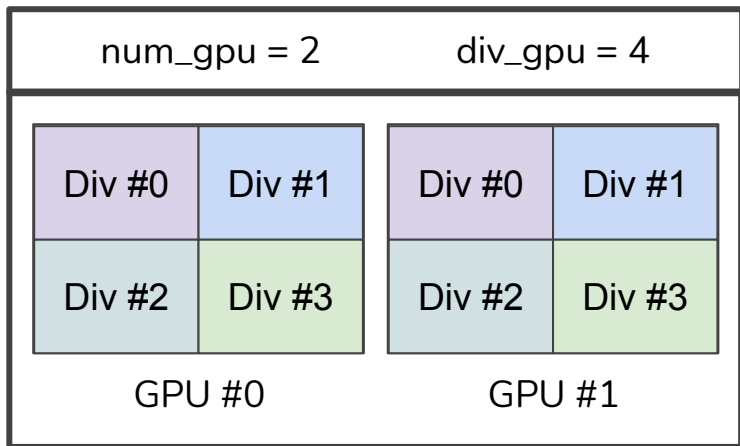 num_gpu = 2 div_gpu = 4
Div #0 Div #1 Div #0 Div #1
Div #2 Div #3 Div #2 Div #3
GPU #0 GPU #1